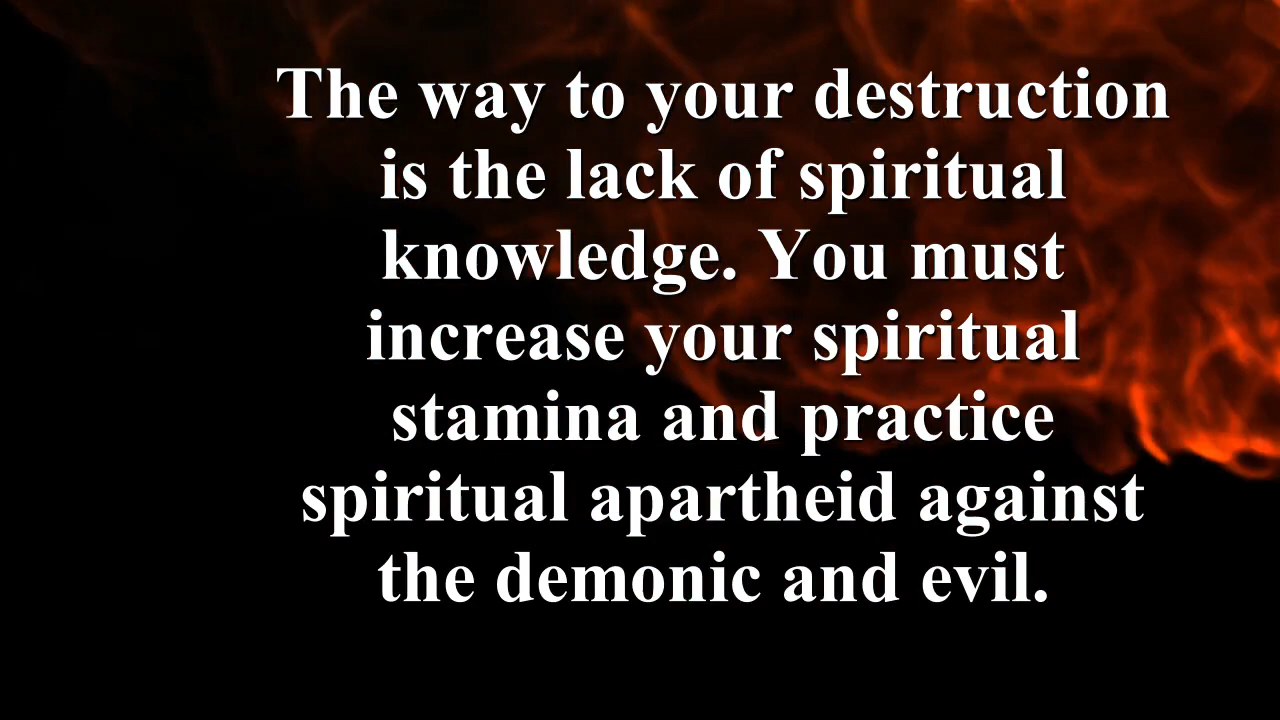 The way to your destruction
is the lack of spiritual
knowledge. You must
increase your spiritual
stamina and practice
spiritual apartheid against
the demonic and evil.